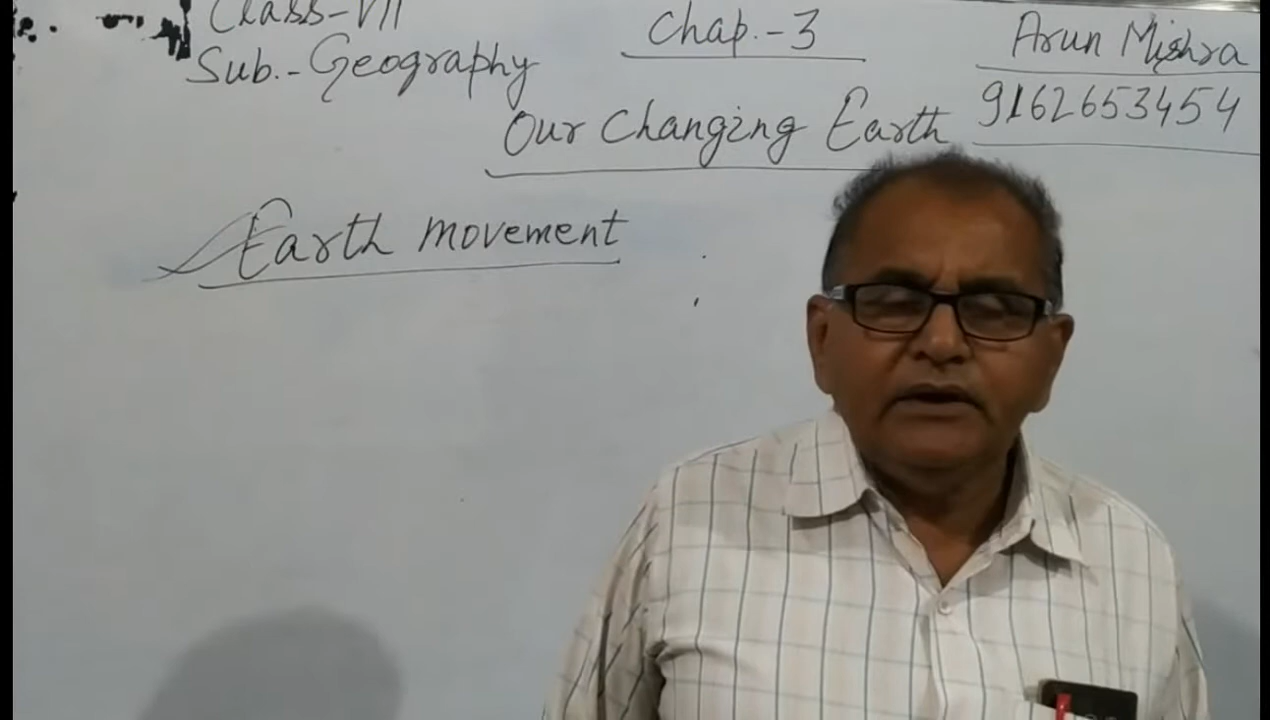 Class-VII
Sub.-Geography
Chap.-3
Our Changing Earth
Arun Mishra
9162653454
Earth movement